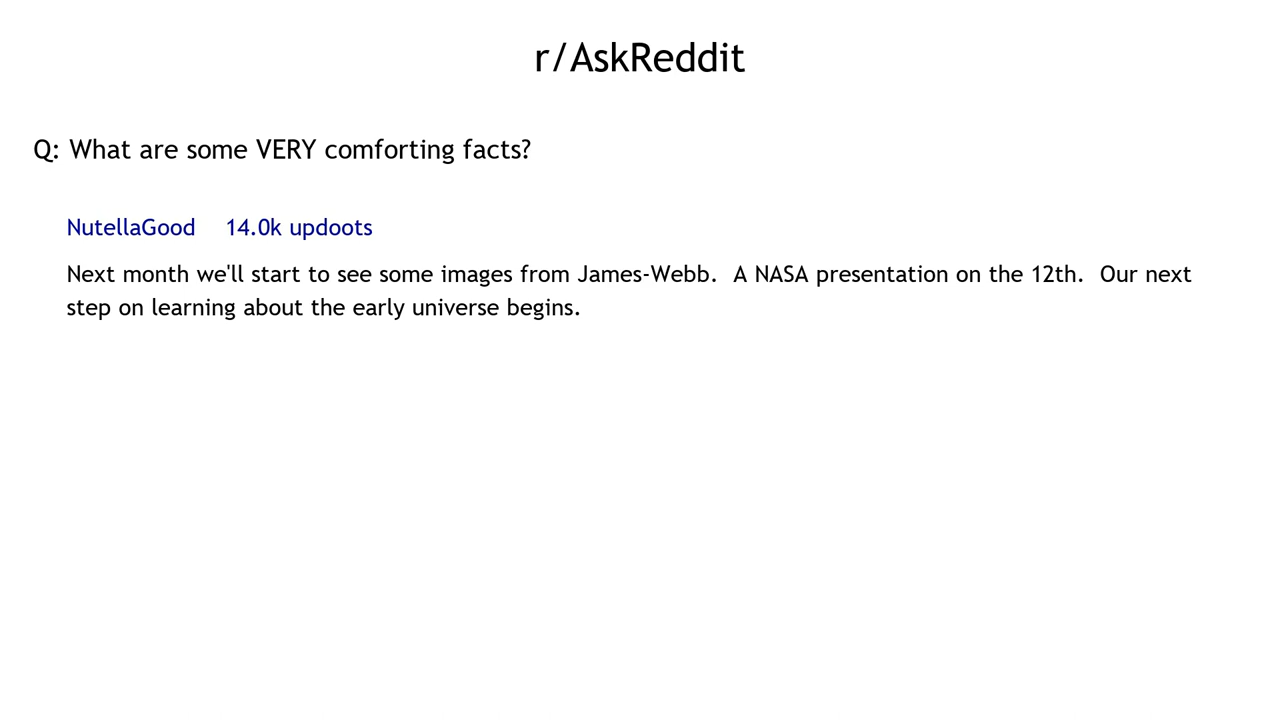 r/AskReddit
Q: What are some VERY comforting facts?
NutellaGood 14.0k updoots
Next month we'll start to see some images from James-Webb. A NASA presentation on the 12th. Our next
step on learning about the early universe begins.